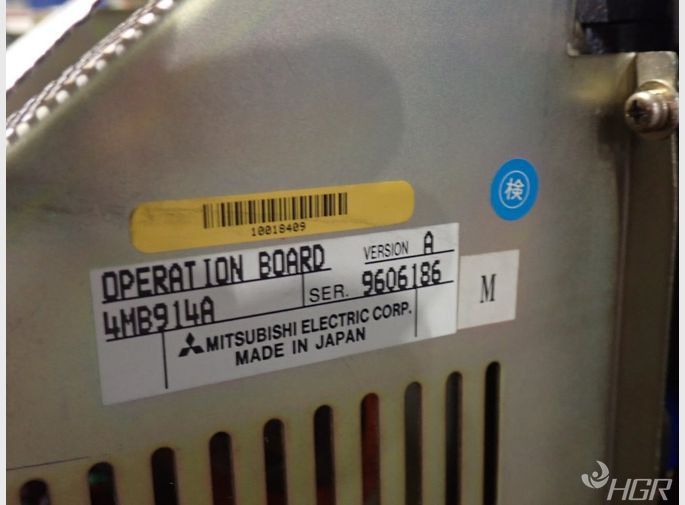 10018409
検
OPERATION BOARD
VERSION A
4MB914A
SER. 9606186
M
MITSUBISHI ELECTRIC CORP.
MADE IN JAPAN
HGR